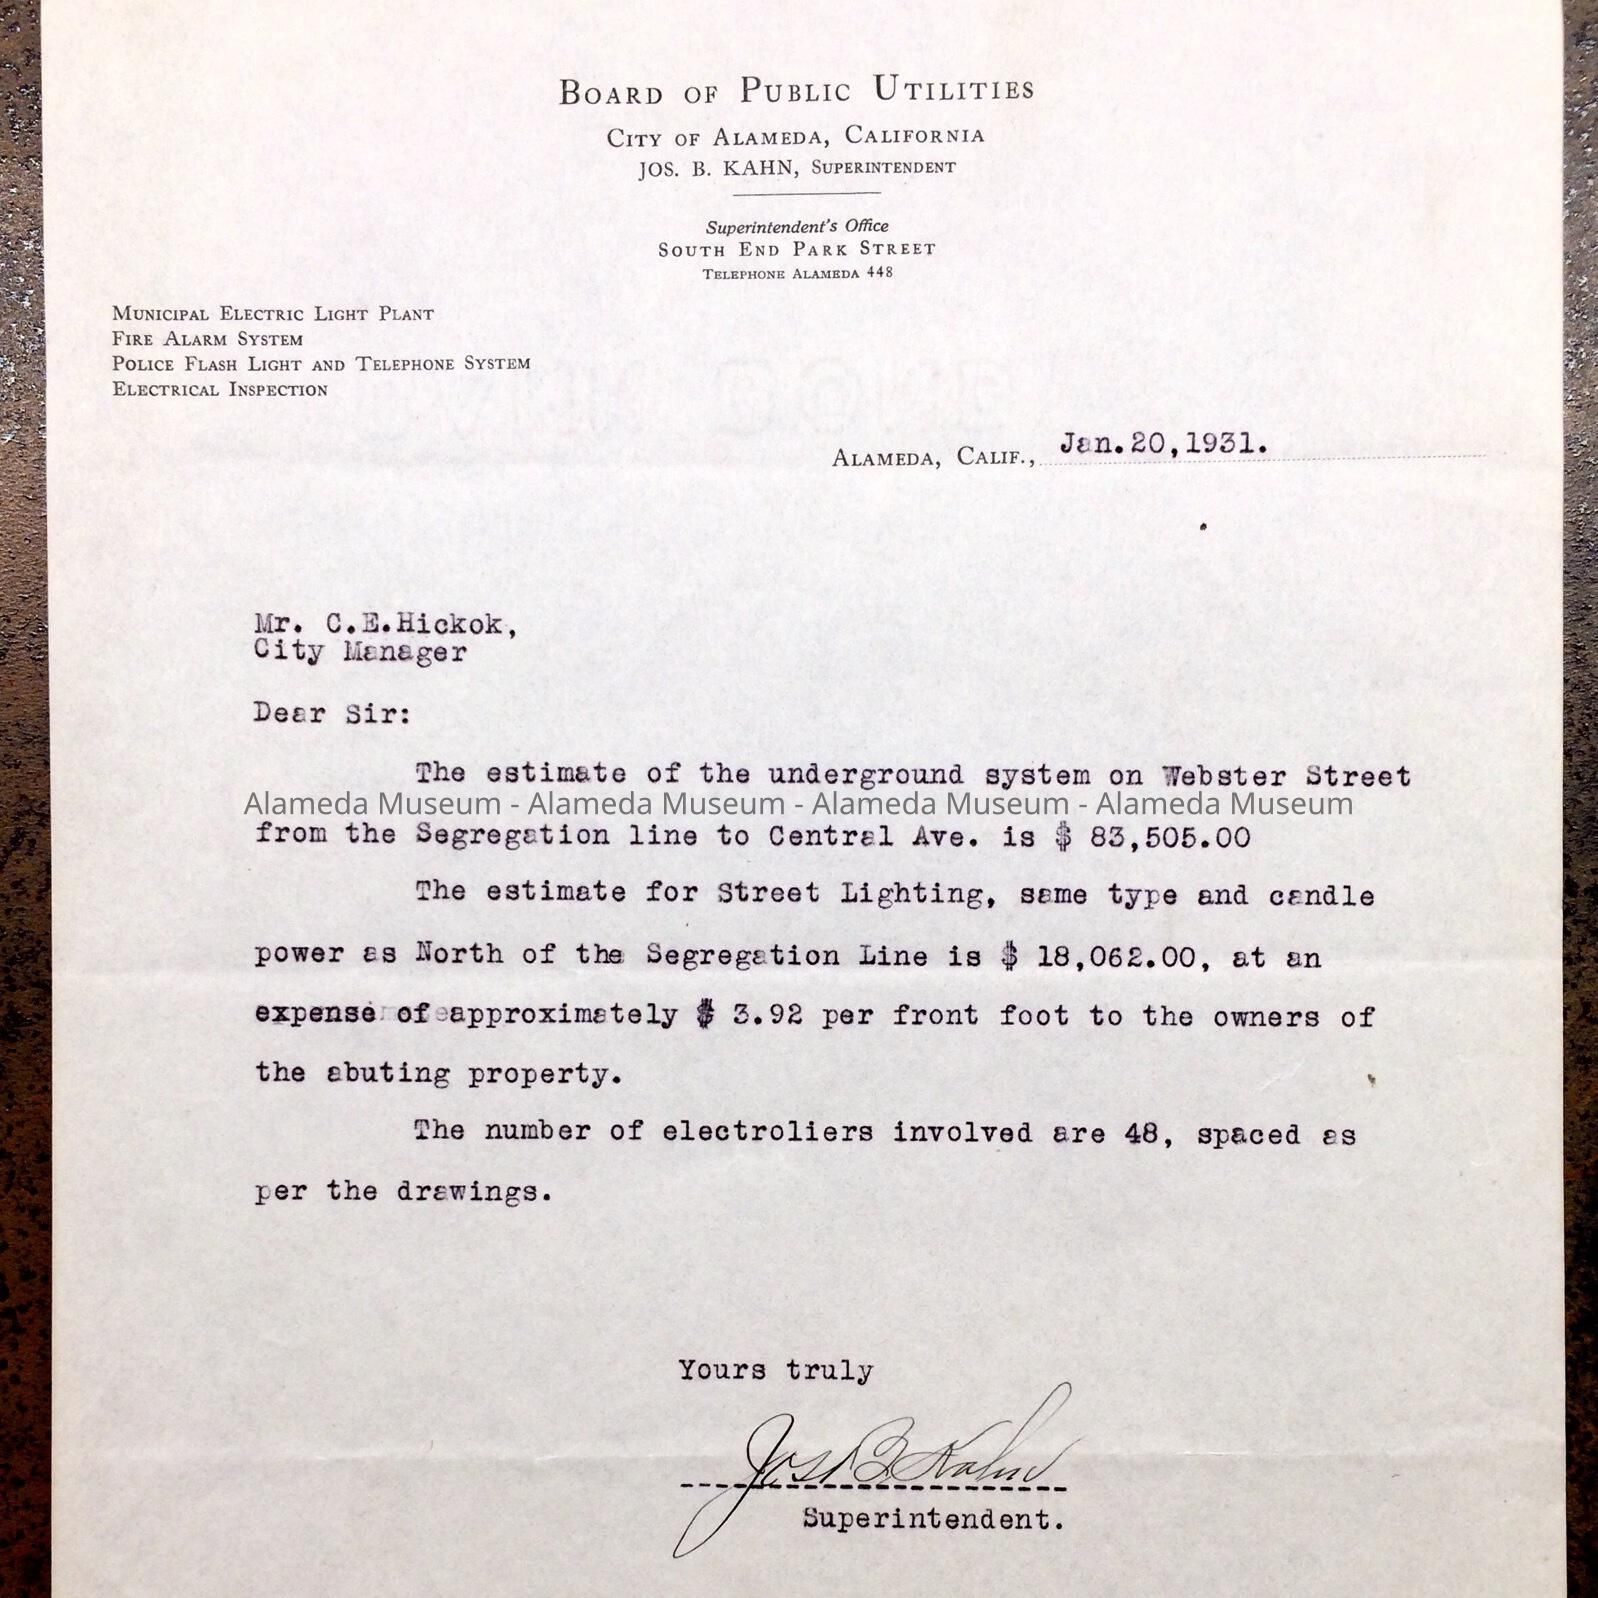 Board of Public Utilities
City of Alameda, California
JOS. B. KAHN, Superintendent
Superintendent's Office
South End Park Street
Telephone Alameda 448
Municipal Electric Light Plant
Fire Alarm System
Police Flash Light and Telephone System
Electrical Inspection
Alameda, Calif., Jan.20,1931.
Mr. C.E.Hickok,
City Manager
Dear Sir:
The estimate of the underground system on Webster Street
Alameda Museum - Alameda Museum - Alameda Museum - Alameda Museum
from the Segregation line to Central Ave. is $ 83,505.00
The estimate for Street Lighting, same type and candle
power as North of the Segregation Line is $ 18,062.00, at an
expense of approximately $ 3.92 per front foot to the owners of
the abuting property.
The number of electroliers involved are 48, spaced as
per the drawings.
Yours truly
Jos B Kahn
Superintendent.